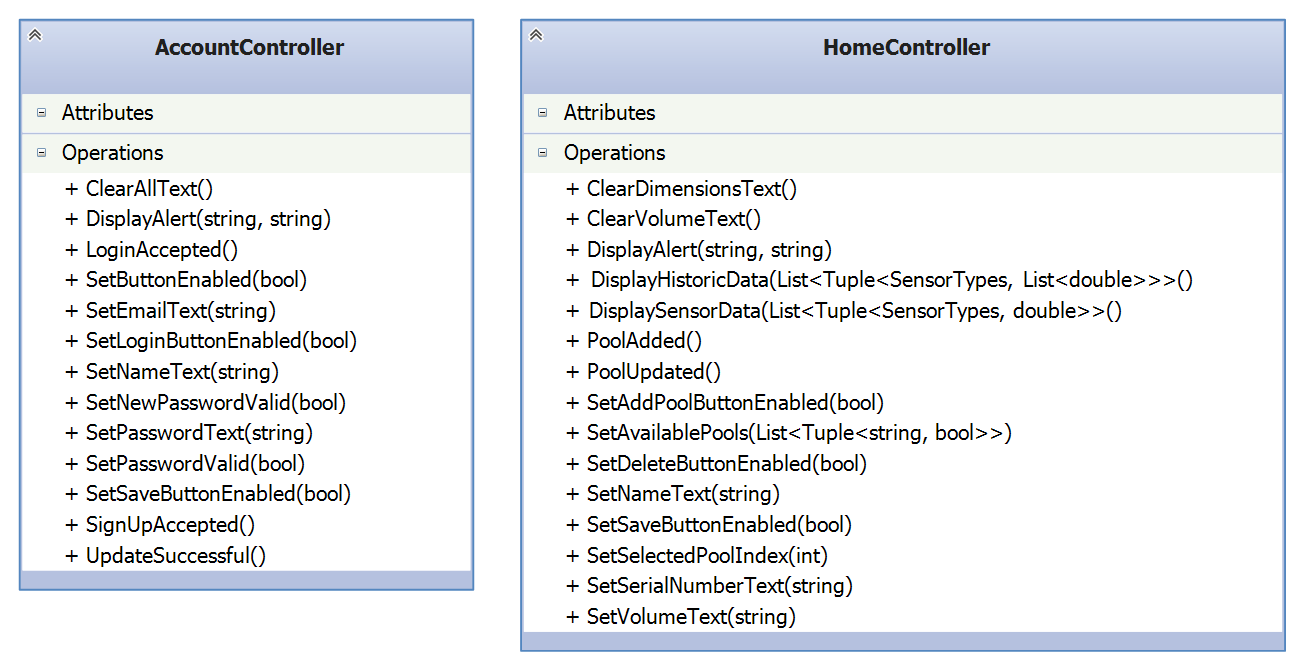 AccountController
Attributes
Operations
+ ClearAllText()
+ DisplayAlert(string, string)
+ LoginAccepted()
+ SetButtonEnabled(bool)
+ SetEmailText(string)
+ SetLoginButtonEnabled(bool)
+ SetNameText(string)
+ SetNewPasswordValid(bool)
+ SetPasswordText(string)
+ SetPasswordValid(bool)
+ SetSaveButtonEnabled(bool)
+ SignUpAccepted()
+ UpdateSuccessful()
HomeController
Attributes
Operations
+ ClearDimensionsText()
+ ClearVolumeText()
+ DisplayAlert(string, string)
+ DisplayHistoricData(List<Tuple<SensorTypes, List<double>>>()
+ DisplaySensorData(List<Tuple<SensorTypes, double>>()
+ PoolAdded()
+ PoolUpdated()
+ SetAddPoolButtonEnabled(bool)
+ SetAvailablePools(List<Tuple<string, bool>>)
+ SetDeleteButtonEnabled(bool)
+ SetNameText(string)
+ SetSaveButtonEnabled(bool)
+ SetSelectedPoolIndex(int)
+ SetSerialNumberText(string)
+ SetVolumeText(string)